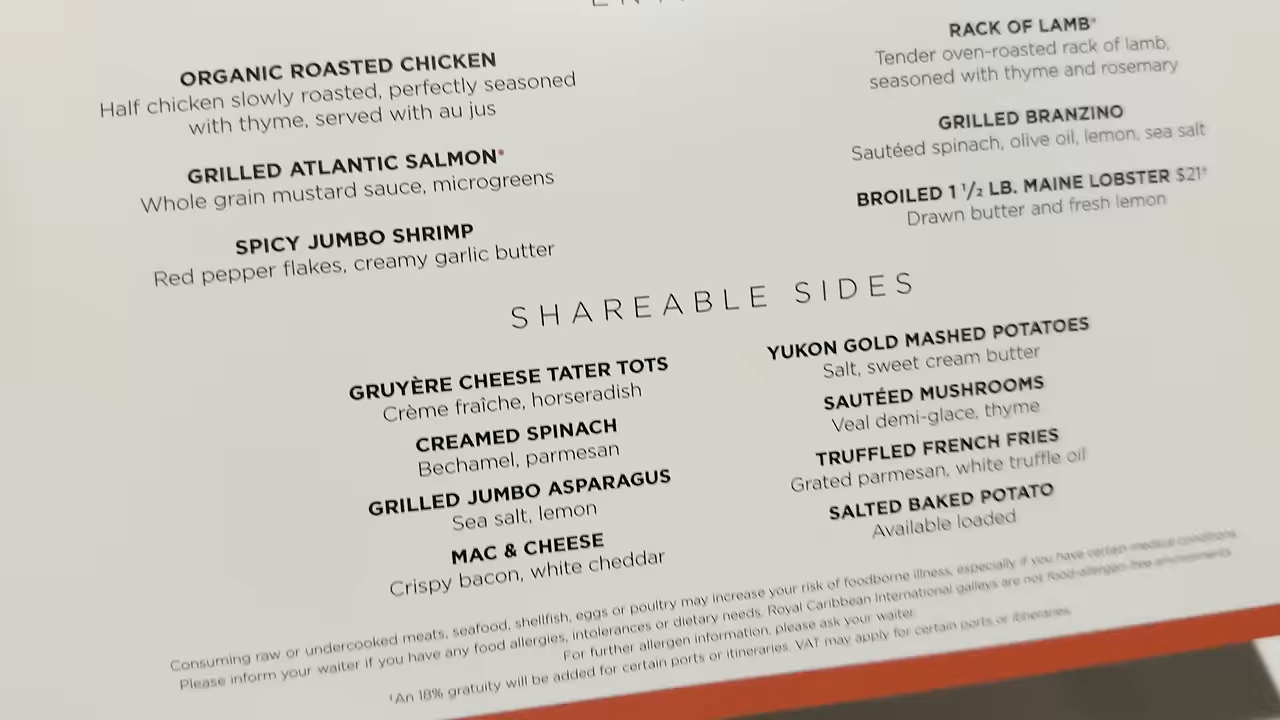 ORGANIC ROASTED CHICKEN
Half chicken slowly roasted, perfectly seasoned
with thyme, served with au jus
GRILLED ATLANTIC SALMON*
Whole grain mustard sauce, microgreens
SPICY JUMBO SHRIMP
Red pepper flakes, creamy garlic butter
RACK OF LAMB*
Tender oven-roasted rack of lamb,
seasoned with thyme and rosemary
GRILLED BRANZINO
Sautéed spinach, olive oil, lemon, sea salt
BROILED 1 1/2 LB. MAINE LOBSTER $21†
Drawn butter and fresh lemon
SHAREABLE SIDES
GRUYÈRE CHEESE TATER TOTS
Crème fraîche, horseradish
CREAMED SPINACH
Bechamel, parmesan
GRILLED JUMBO ASPARAGUS
Sea salt, lemon
MAC & CHEESE
Crispy bacon, white cheddar
YUKON GOLD MASHED POTATOES
Salt, sweet cream butter
SAUTÉED MUSHROOMS
Veal demi-glace, thyme
TRUFFLED FRENCH FRIES
Grated parmesan, white truffle oil
SALTED BAKED POTATO
Available loaded
Consuming raw or undercooked meats, seafood, shellfish, eggs or poultry may increase your risk of foodborne illness, especially if you have certain medical conditions.
Please inform your waiter if you have any food allergies, intolerances or dietary needs. Royal Caribbean International galleys are not food-allergen-free environments.
For further allergen information, please ask your waiter.
†An 18% gratuity will be added for certain ports or itineraries. VAT may apply for certain ports or itineraries.